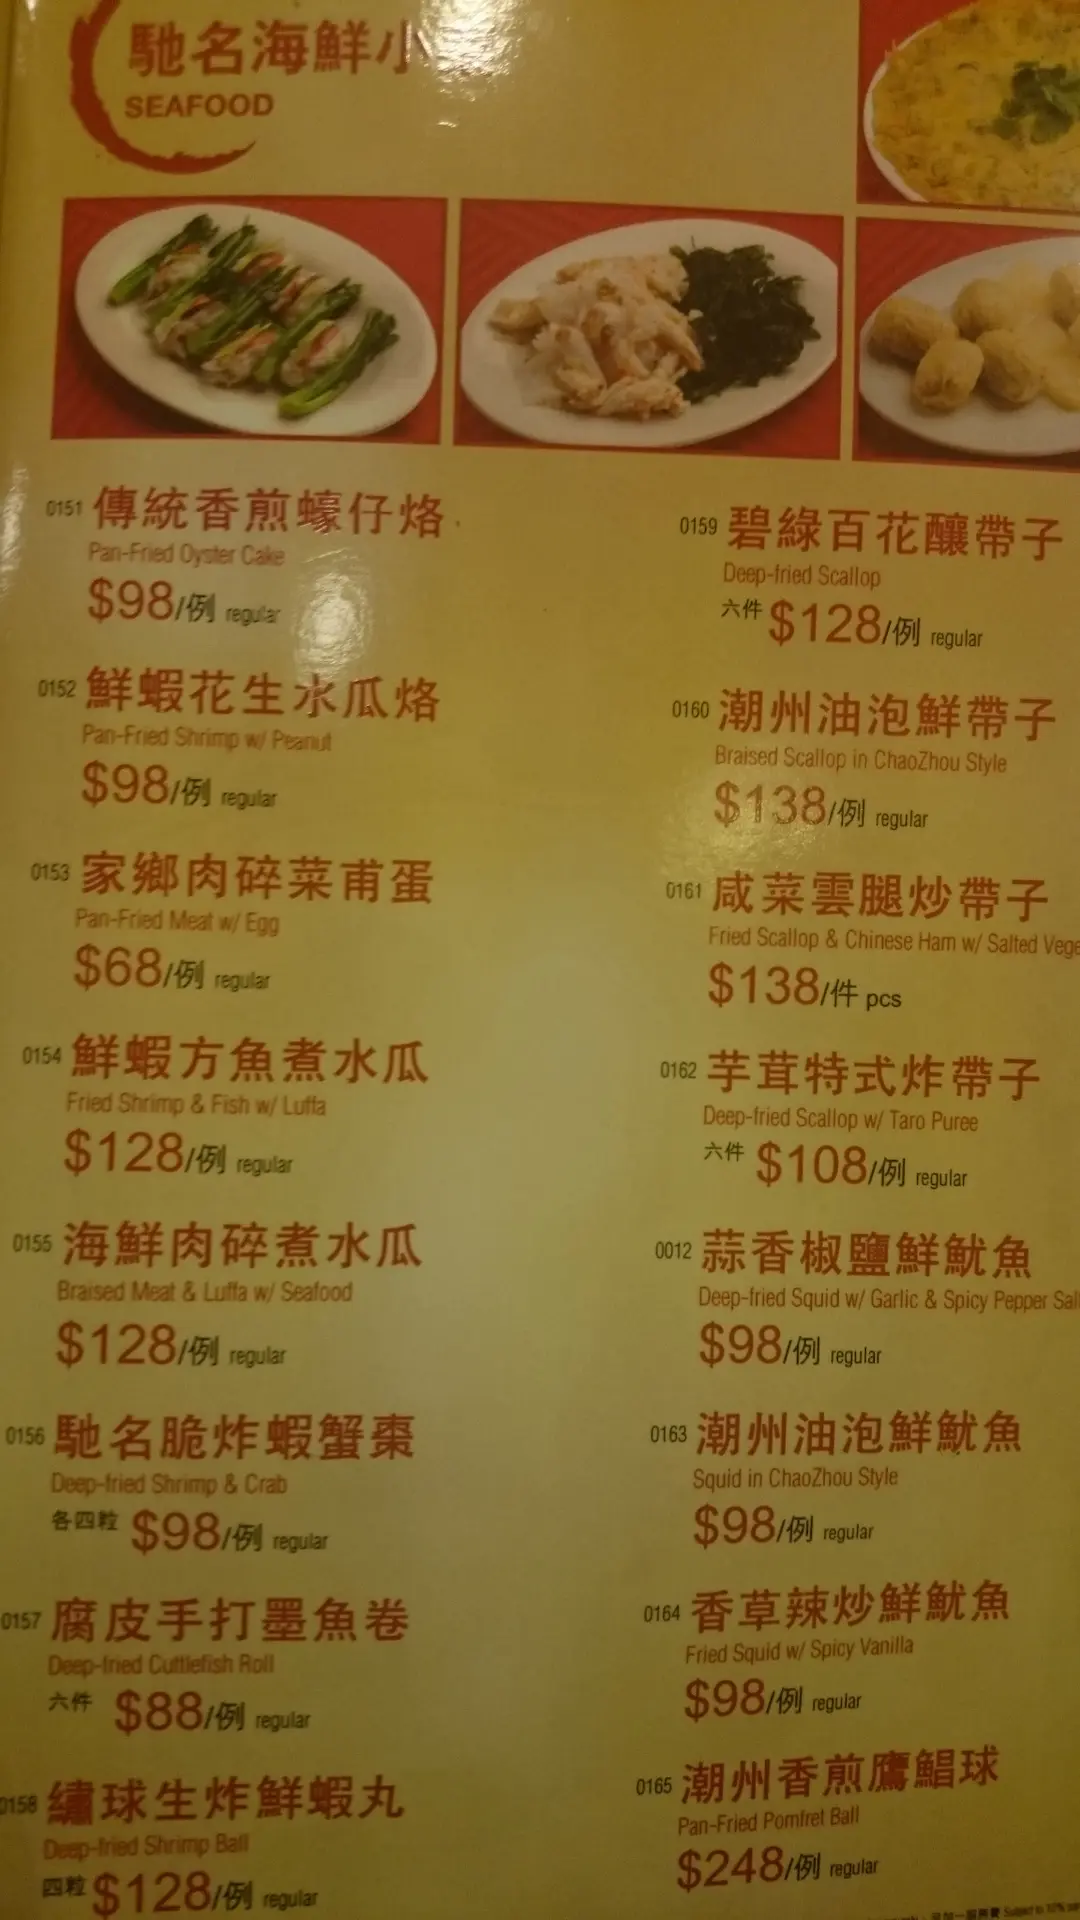 馳名海鮮小
SEAFOOD
0151 傳統香煎蠔仔烙
Pan-Fried Oyster Cake
$98/例 regular
0152 鮮蝦花生水瓜烙
Pan-Fried Shrimp w/ Peanut
$98/例 regular
0153 家鄉肉碎菜甫蛋
Pan-Fried Meat w/ Egg
$68/例 regular
0154 鮮蝦方魚煮水瓜
Fried Shrimp & Fish w/ Luffa
$128/例 regular
0155 海鮮肉碎煮水瓜
Braised Meat & Luffa w/ Seafood
$128/例 regular
0156 馳名脆炸蝦蟹棗
Deep-fried Shrimp & Crab
各四粒 $98/例 regular
0157 腐皮手打墨魚卷
Deep-fried Cuttlefish Roll
六件 $88/例 regular
0158 繡球生炸鮮蝦丸
Deep-fried Shrimp Ball
四粒 $128/例 regular
0159 碧綠百花釀帶子
Deep-fried Scallop
六件 $128/例 regular
0160 潮州油泡鮮帶子
Braised Scallop in ChaoZhou Style
$138/例 regular
0161 咸菜雲腿炒帶子
Fried Scallop & Chinese Ham w/ Salted Vege
$138/件 pcs
0162 芋茸特式炸帶子
Deep-fried Scallop w/ Taro Puree
六件 $108/例 regular
0012 蒜香椒鹽鮮魷魚
Deep-fried Squid w/ Garlic & Spicy Pepper Sal
$98/例 regular
0163 潮州油泡鮮魷魚
Squid in ChaoZhou Style
$98/例 regular
0164 香草辣炒鮮魷魚
Fried Squid w/ Spicy Vanilla
$98/例 regular
0165 潮州香煎鷹鯧球
Pan-Fried Pomfret Ball
$248/例 regular
Subject to 10%